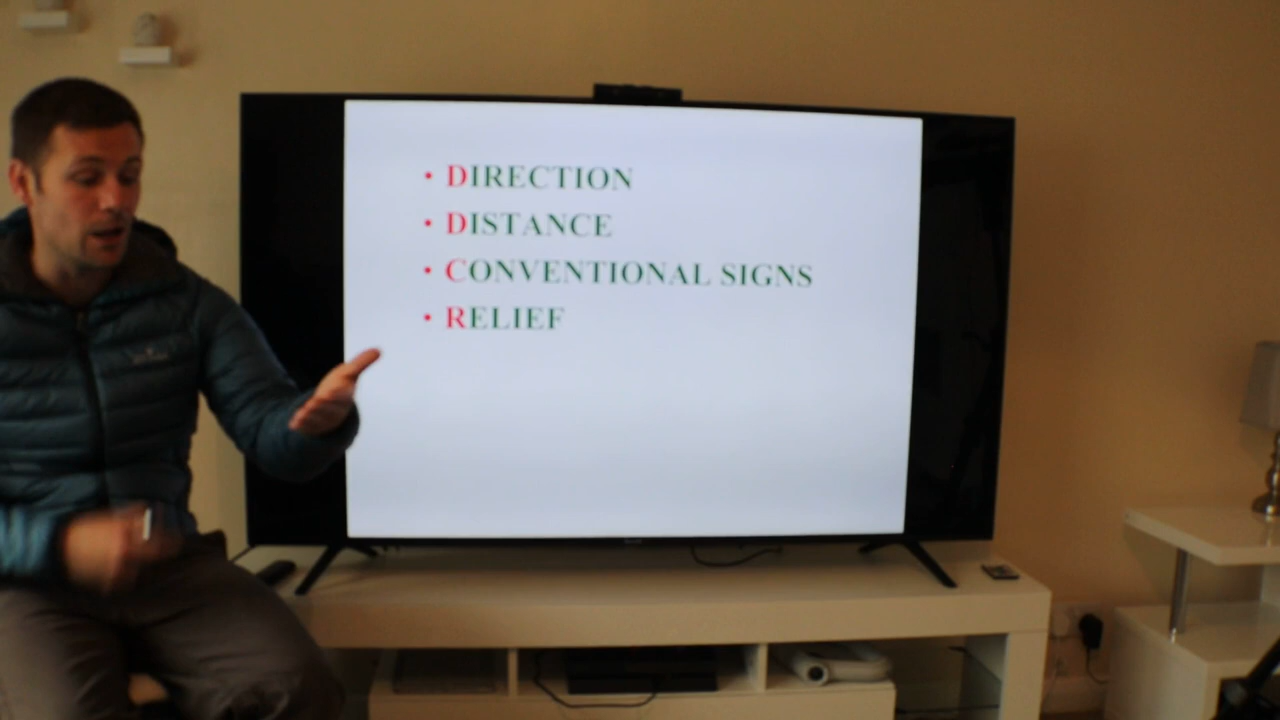 • DIRECTION
• DISTANCE
• CONVENTIONAL SIGNS
• RELIEF